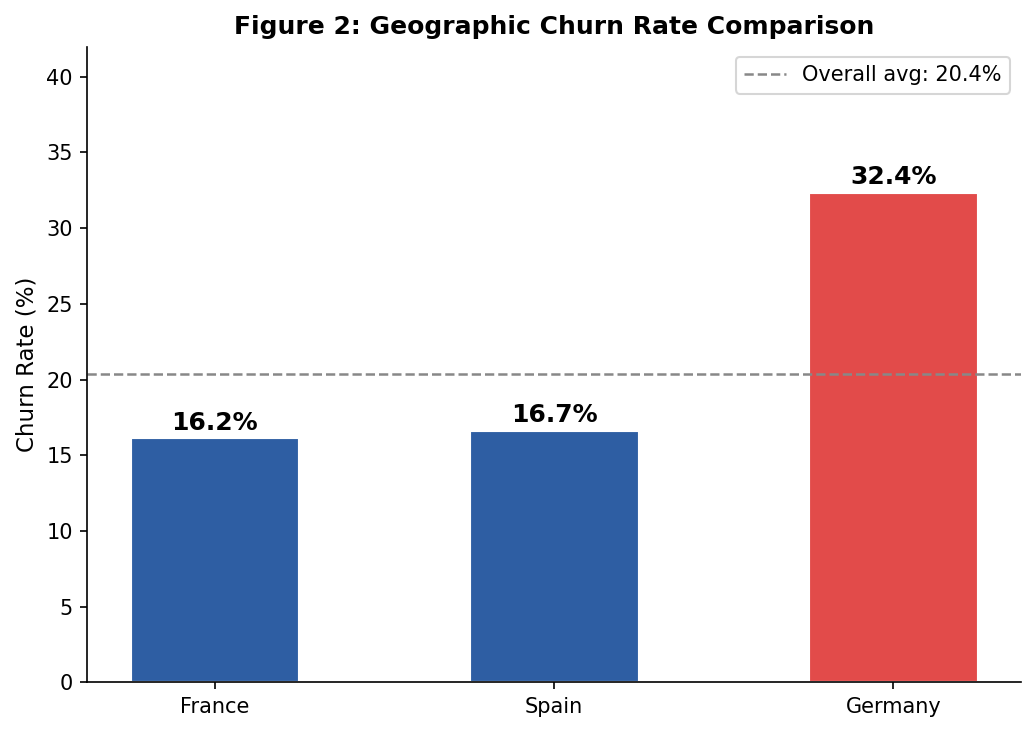 Figure 2: Geographic Churn Rate Comparison
Overall avg: 20.4%
Churn Rate (%)
40
35
30
25
20
15
10
5
0
16.2%
16.7%
32.4%
France
Spain
Germany